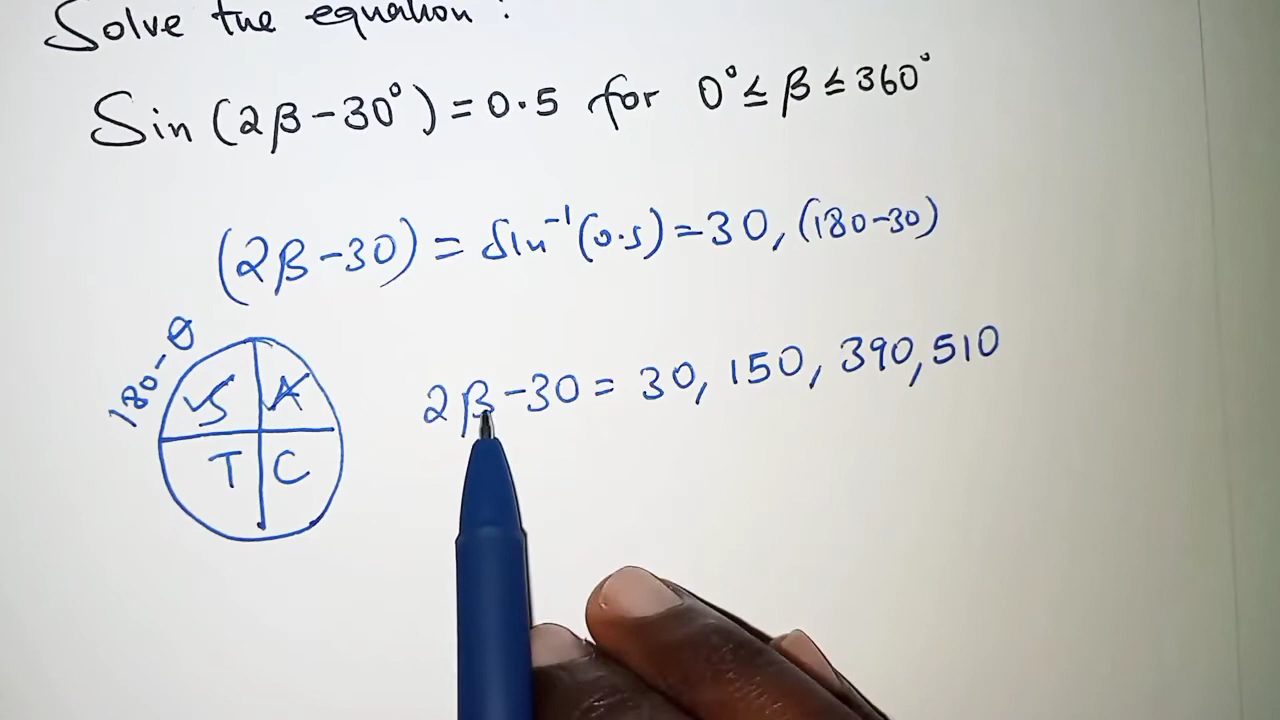 Solve the equation:
Sin (2β-30°) = 0.5 for 0° ≤ β ≤ 360°
(2β-30) = Sin⁻¹(0.5) = 30, (180-30)
180-θ
S A
T C
2β-30 = 30, 150, 390, 510